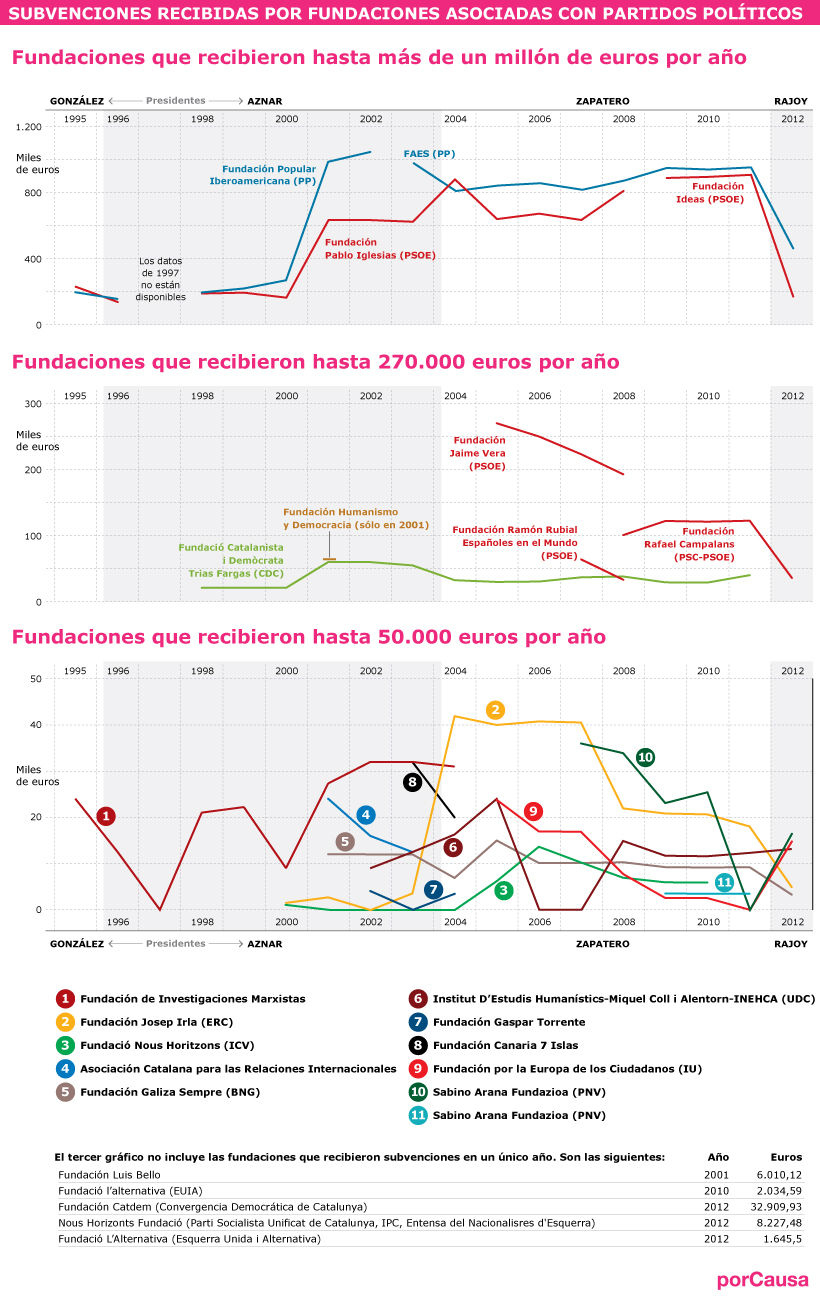 SUBVENCIONES RECIBIDAS POR FUNDACIONES ASOCIADAS CON PARTIDOS POLÍTICOS
Fundaciones que recibieron hasta más de un millón de euros por año
GONZÁLEZ Presidentes AZNAR ZAPATERO RAJOY
1995 1996 1998 2000 2002 2004 2006 2008 2010 2012
1.200
Miles
de euros
800
400
0
Fundación Popular
Iberoamericana (PP)
FAES (PP)
Fundación
Pablo Iglesias (PSOE)
Fundación
Ideas (PSOE)
Los datos
de 1997
no están
disponibles
Fundaciones que recibieron hasta 270.000 euros por año
1995 1996 1998 2000 2002 2004 2006 2008 2010 2012
300
Miles
de euros
200
100
0
Fundación
Jaime Vera
(PSOE)
Fundación Humanismo
y Democracia (sólo en 2001)
Fundació Catalanista
i Demòcrata
Trias Fargas (CDC)
Fundación Ramón Rubial
Españoles en el Mundo
(PSOE)
Fundación
Rafael Campalans
(PSC-PSOE)
Fundaciones que recibieron hasta 50.000 euros por año
1995 1996 1998 2000 2002 2004 2006 2008 2010 2012
50
40
Miles
de euros
20
0
1
2
3
4
5
6
7
8
9
10
11
1996 1998 2000 2002 2004 2006 2008 2010 2012
GONZÁLEZ Presidentes AZNAR ZAPATERO RAJOY
1 Fundación de Investigaciones Marxistas
2 Fundación Josep Irla (ERC)
3 Fundació Nous Horitzons (ICV)
4 Asociación Catalana para las Relaciones Internacionales
5 Fundación Galiza Sempre (BNG)
6 Institut D’Estudis Humanístics-Miquel Coll i Alentorn-INEHCA (UDC)
7 Fundación Gaspar Torrente
8 Fundación Canaria 7 Islas
9 Fundación por la Europa de los Ciudadanos (IU)
10 Sabino Arana Fundazioa (PNV)
11 Sabino Arana Fundazioa (PNV)
El tercer gráfico no incluye las fundaciones que recibieron subvenciones en un único año. Son las siguientes: Año Euros
Fundación Luis Bello 2001 6.010,12
Fundació l’alternativa (EUIA) 2010 2.034,59
Fundación Catdem (Convergencia Democrática de Catalunya) 2012 32.909,93
Nous Horizonts Fundació (Parti Socialista Unificat de Catalunya, IPC, Entensa del Nacionalisres d'Esquerra) 2012 8.227,48
Fundació L’Alternativa (Esquerra Unida i Alternativa) 2012 1.645,5
porCausa